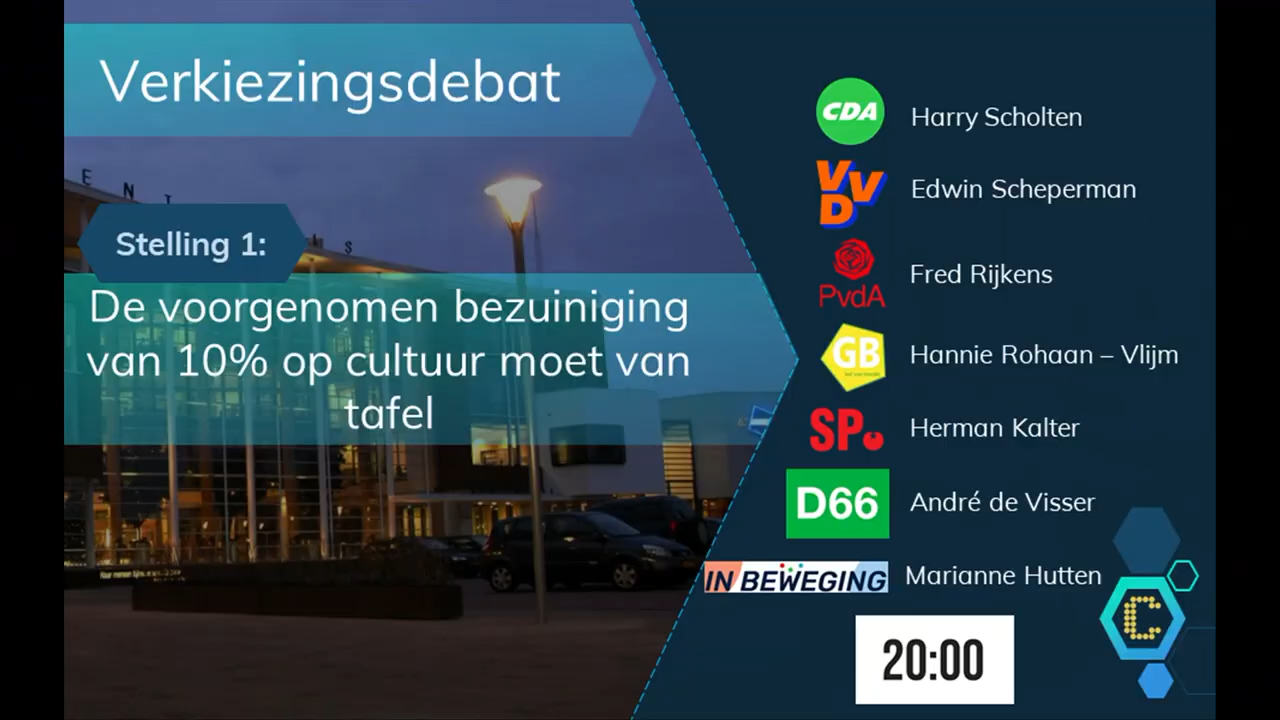 Verkiezingsdebat
E N T
I S
Stelling 1:
De voorgenomen bezuiniging
van 10% op cultuur moet van
tafel
CDA
Harry Scholten
VVD
Edwin Scheperman
PvdA
Fred Rijkens
GB
Hannie Rohaan – Vlijm
SP
Herman Kalter
D66
André de Visser
IN BEWEGING
Marianne Hutten
C
20:00